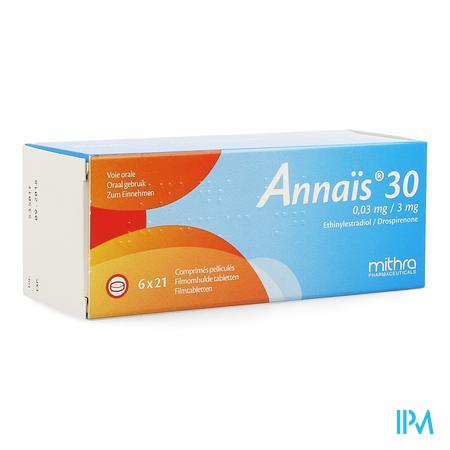 Voie orale
Oraal gebruik
Zum Einnehmen
Annaïs® 30
0,03 mg / 3 mg
Ethinylestradiol / Drospirenone
6 x 21
Comprimés pelliculés
Filmomhulde tabletten
Filmtabletten
mithra
PHARMACEUTICALS
IPM